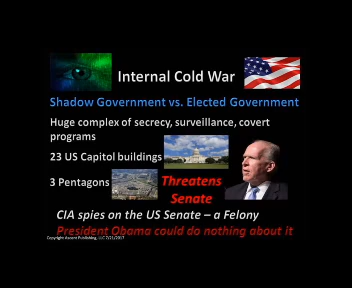 Internal Cold War
Shadow Government vs. Elected Government
Huge complex of secrecy, surveillance, covert
programs
23 US Capitol buildings
3 Pentagons
Threatens
Senate
CIA spies on the US Senate – a Felony
President Obama could do nothing about it